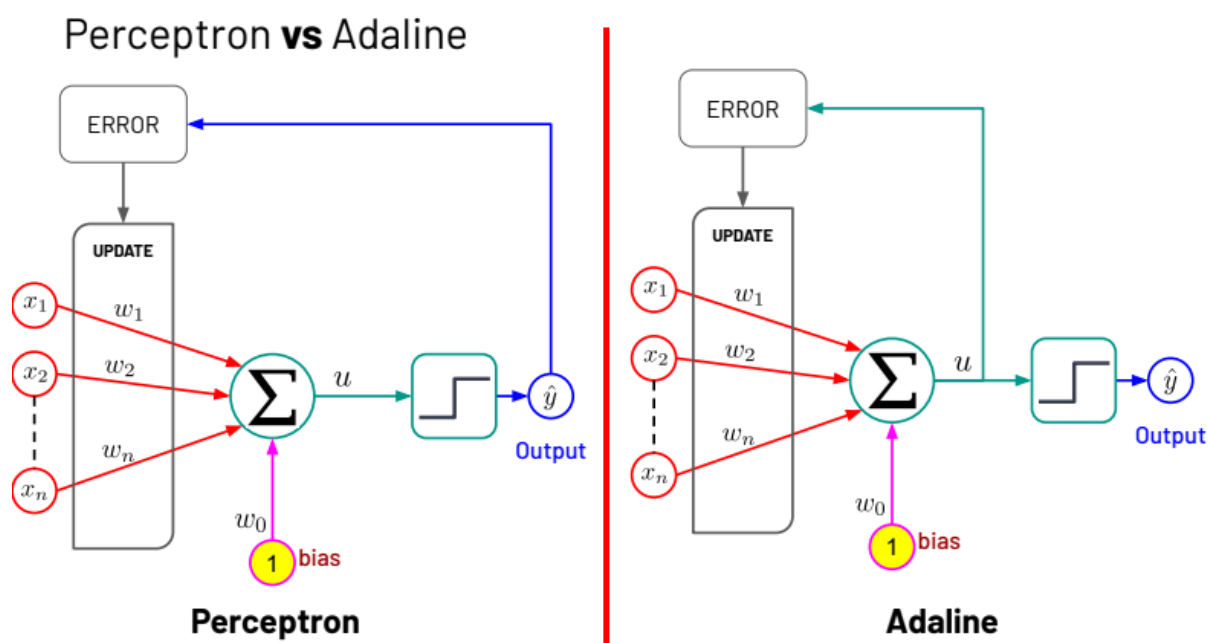 Perceptron vs Adaline
ERROR
UPDATE
x₁
w₁
x₂
w₂
xₙ
wₙ
Σ
u
ŷ
Output
w₀
1
bias
Perceptron
ERROR
UPDATE
x₁
w₁
x₂
w₂
xₙ
wₙ
Σ
u
ŷ
Output
w₀
1
bias
Adaline